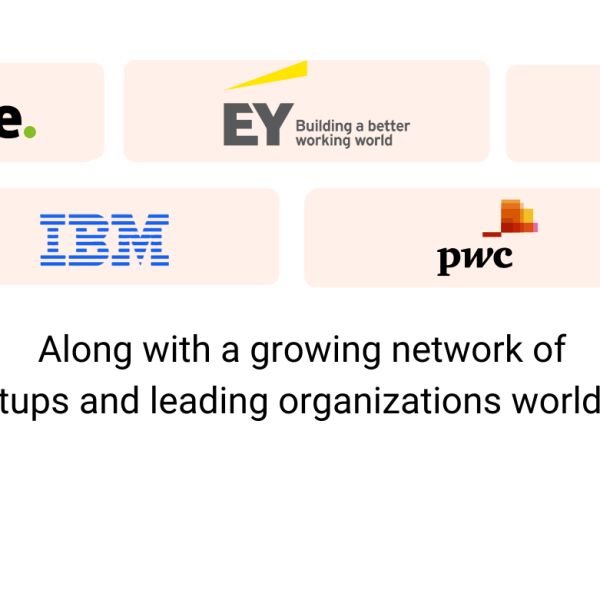 e.
EY Building a better
working world
IBM
pwc
Along with a growing network of
tups and leading organizations world